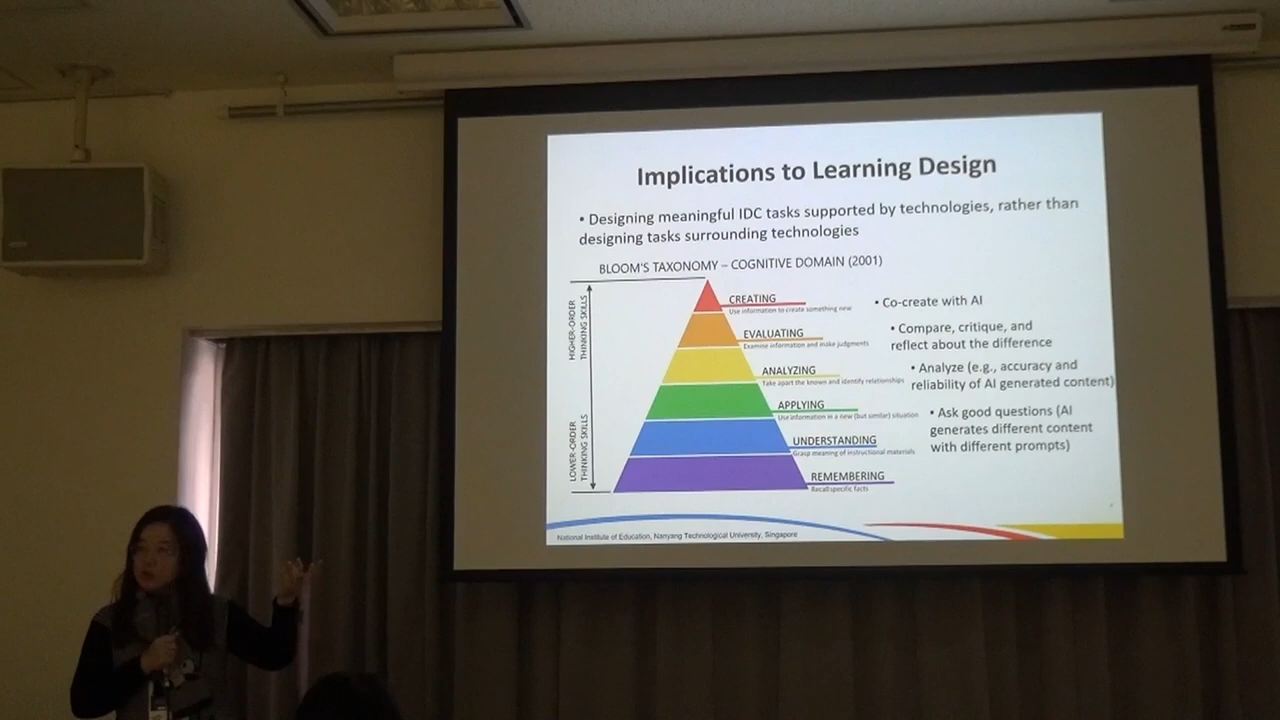 Implications to Learning Design
• Designing meaningful IDC tasks supported by technologies, rather than
designing tasks surrounding technologies
BLOOM'S TAXONOMY – COGNITIVE DOMAIN (2001)
HIGHER-ORDER
THINKING SKILLS
LOWER-ORDER
THINKING SKILLS
CREATING
Use information to create something new
• Co-create with AI
EVALUATING
Examine information and make judgments
• Compare, critique, and
reflect about the difference
ANALYZING
Take apart the known and identify relationships
• Analyze (e.g., accuracy and
reliability of AI generated content)
APPLYING
Use information in a new (but similar) situation
• Ask good questions (AI
generates different content
with different prompts)
UNDERSTANDING
Grasp meaning of instructional materials
REMEMBERING
Recall specific facts
National Institute of Education, Nanyang Technological University, Singapore